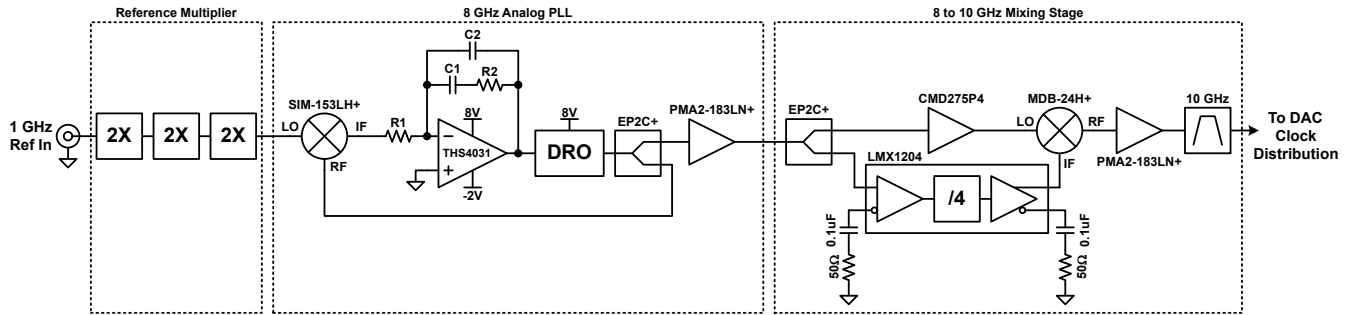 Reference Multiplier
8 GHz Analog PLL
8 to 10 GHz Mixing Stage
1 GHz
Ref In
2X
2X
2X
SIM-153LH+
LO
IF
RF
R1
C2
C1
R2
8V
THS4031
-2V
8V
DRO
EP2C+
PMA2-183LN+
EP2C+
CMD275P4
MDB-24H+
LO
RF
IF
PMA2-183LN+
10 GHz
To DAC
Clock
Distribution
LMX1204
/4
0.1uF
50Ω
0.1uF
50Ω